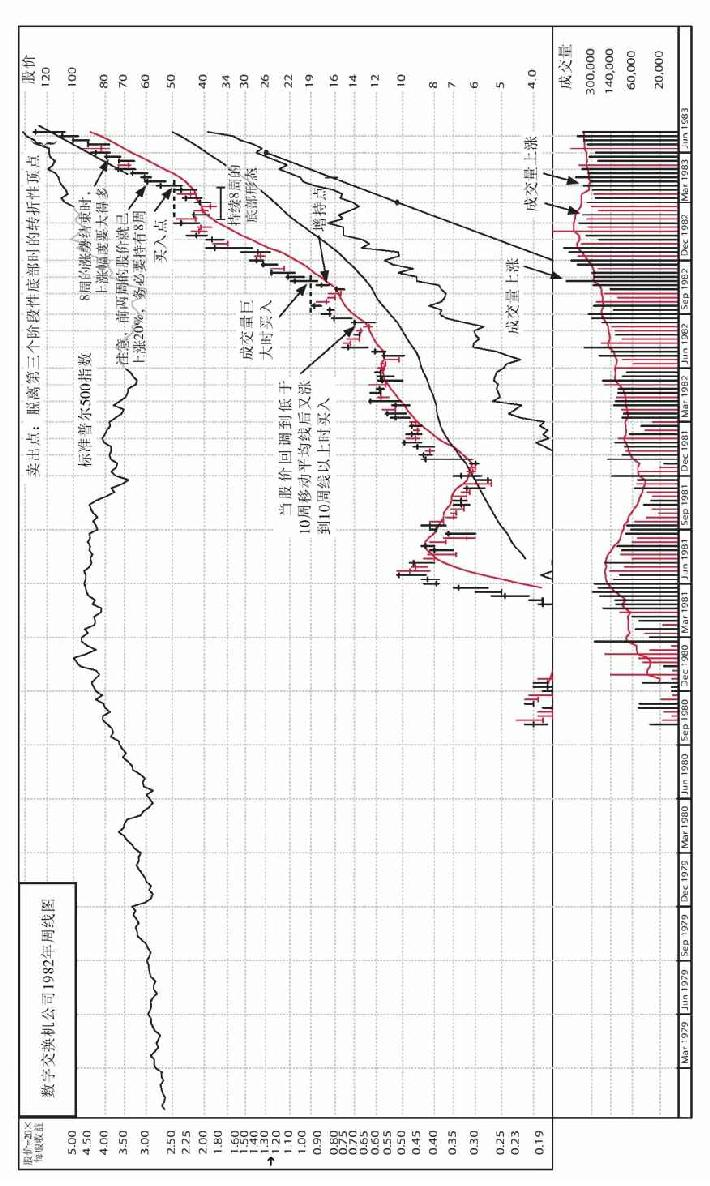 数字交换机公司1982年周线图
卖出点：脱离第三个阶段性底部时的转折性顶点
标准普尔500指数
8周的涨势结束时，
上涨幅度要大得多
注意：前两周的股价就已
上涨20%，务必要持有8周
买入点
持续8周的
底部形态
增持点
成交量巨
大时买入
当股价回调到低于
10周移动平均线后又涨
到10周线以上时买入
成交量上涨
成交量上涨
股价
120
100
80
70
60
50
40
34
30
26
22
19
16
14
12
10
8
7
6
5
4.0
成交量
300,000
140,000
60,000
20,000
股价=20×
每股收益
5.00
4.50
4.00
3.50
3.00
2.50
2.25
2.00
1.80
1.60
1.50
1.40
1.30
1.20
1.10
1.00
0.90
0.80
0.75
0.70
0.65
0.60
0.55
0.50
0.45
0.40
0.35
0.30
0.25
0.23
0.19
Mar 1979
Jun 1979
Sep 1979
Dec 1979
Mar 1980
Jun 1980
Sep 1980
Dec 1980
Mar 1981
Jun 1981
Sep 1981
Dec 1981
Mar 1982
Jun 1982
Sep 1982
Dec 1982
Mar 1983
Jun 1983